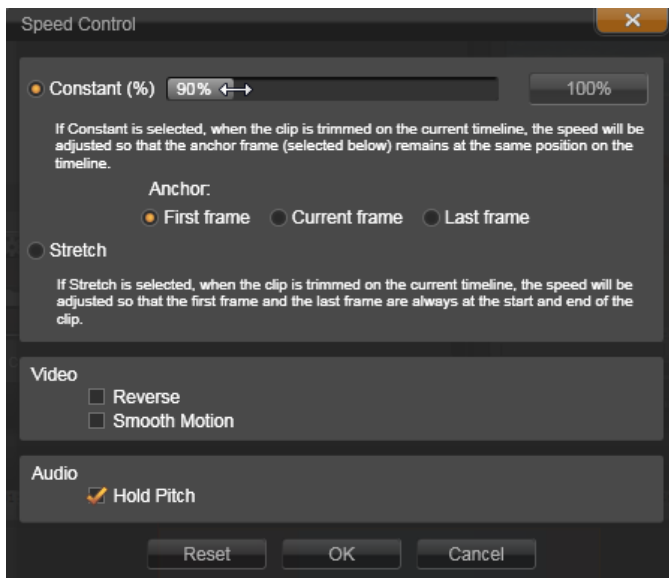 Speed Control
Constant (%) 90% 100%
If Constant is selected, when the clip is trimmed on the current timeline, the speed will be
adjusted so that the anchor frame (selected below) remains at the same position on the
timeline.
Anchor:
First frame Current frame Last frame
Stretch
If Stretch is selected, when the clip is trimmed on the current timeline, the speed will be
adjusted so that the first frame and the last frame are always at the start and end of the
clip.
Video
Reverse
Smooth Motion
Audio
Hold Pitch
Reset OK Cancel